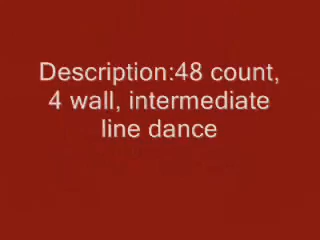 Description:48 count,
4 wall, intermediate
line dance